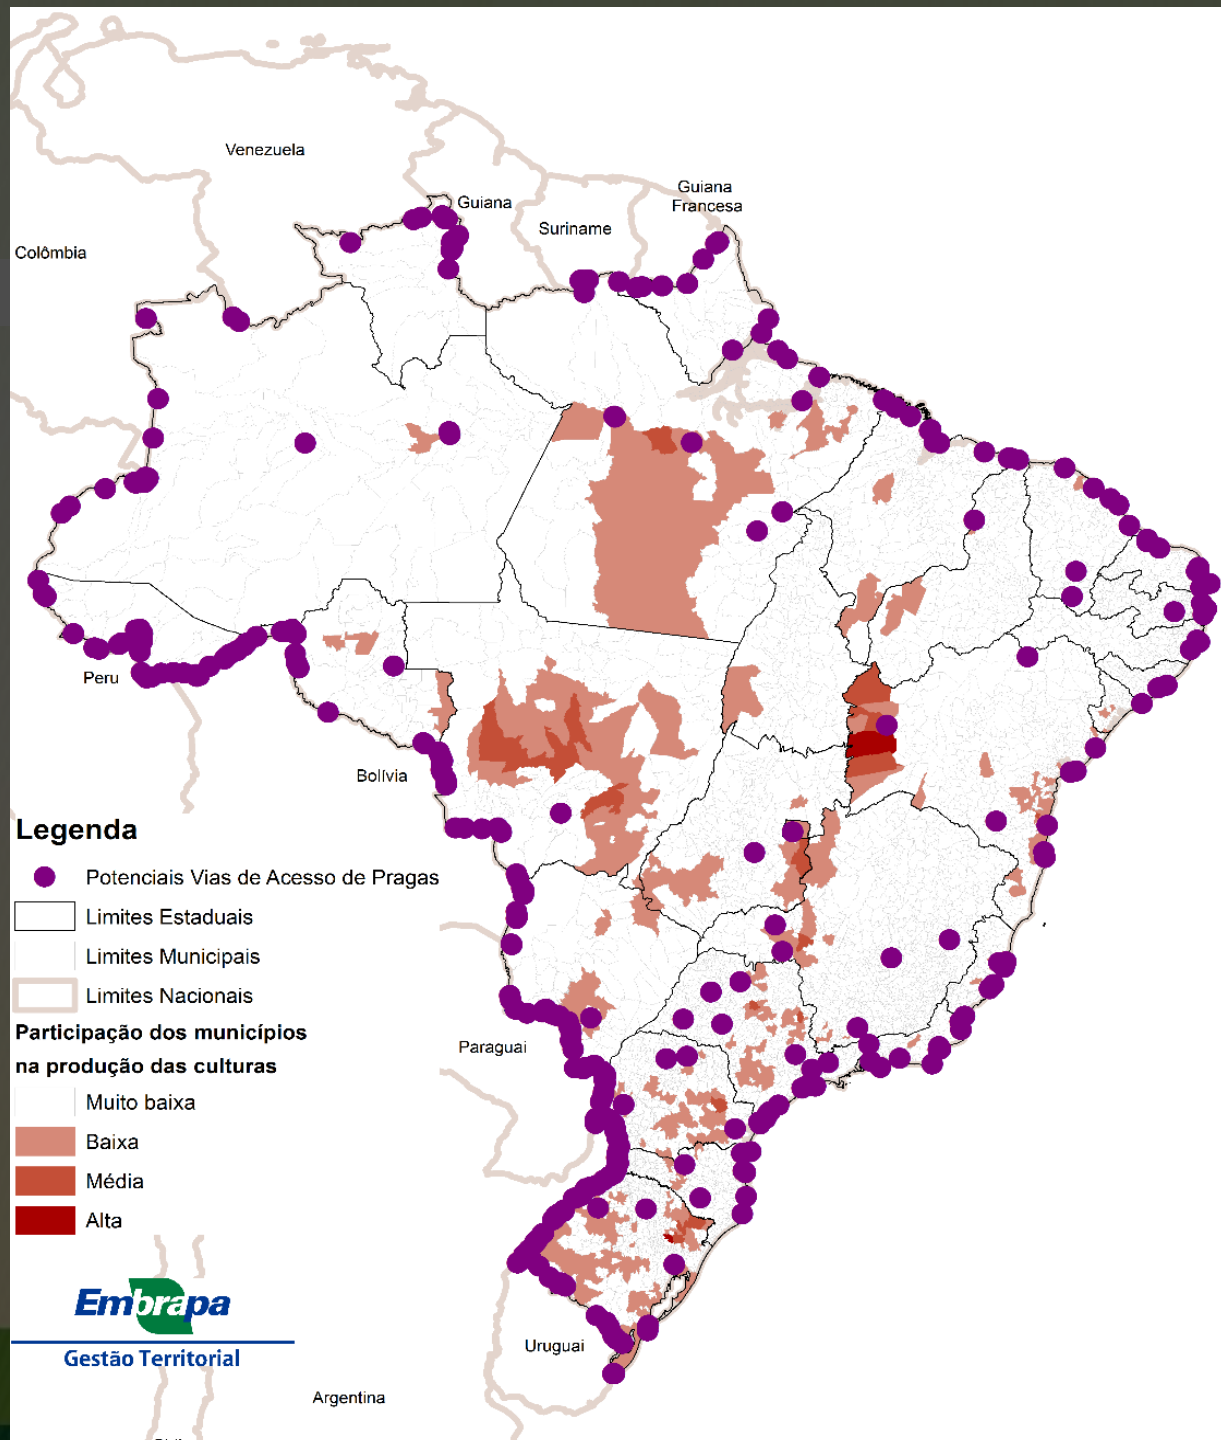 Venezuela
Guiana
Guiana
Francesa
Suriname
Colômbia
Peru
Bolívia
Legenda
Potenciais Vias de Acesso de Pragas
Limites Estaduais
Limites Municipais
Limites Nacionais
Participação dos municípios
na produção das culturas
Muito baixa
Baixa
Média
Alta
Paraguai
Embrapa
Gestão Territorial
Uruguai
Argentina